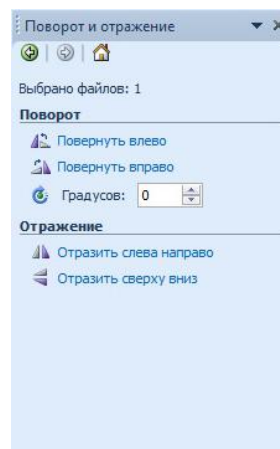 Поворот и отражение
Выбрано файлов: 1
Поворот
Повернуть влево
Повернуть вправо
Градусов: 0
Отражение
Отразить слева направо
Отразить сверху вниз